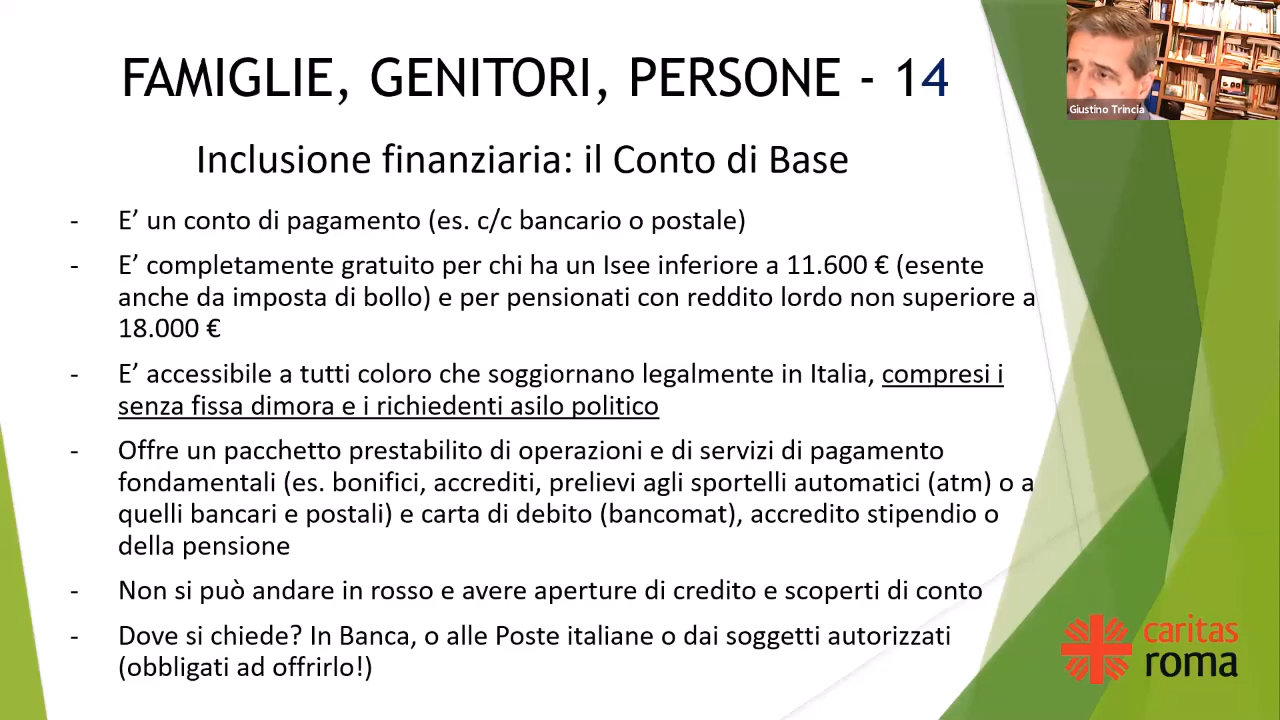 FAMIGLIE, GENITORI, PERSONE - 14
Giustino Trincia
Inclusione finanziaria: il Conto di Base
- E’ un conto di pagamento (es. c/c bancario o postale)
- E’ completamente gratuito per chi ha un Isee inferiore a 11.600 € (esente
anche da imposta di bollo) e per pensionati con reddito lordo non superiore a
18.000 €
- E’ accessibile a tutti coloro che soggiornano legalmente in Italia, compresi i
senza fissa dimora e i richiedenti asilo politico
- Offre un pacchetto prestabilito di operazioni e di servizi di pagamento
fondamentali (es. bonifici, accrediti, prelievi agli sportelli automatici (atm) o a
quelli bancari e postali) e carta di debito (bancomat), accredito stipendio o
della pensione
- Non si può andare in rosso e avere aperture di credito e scoperti di conto
- Dove si chiede? In Banca, o alle Poste italiane o dai soggetti autorizzati
(obbligati ad offrirlo!)
caritas
roma